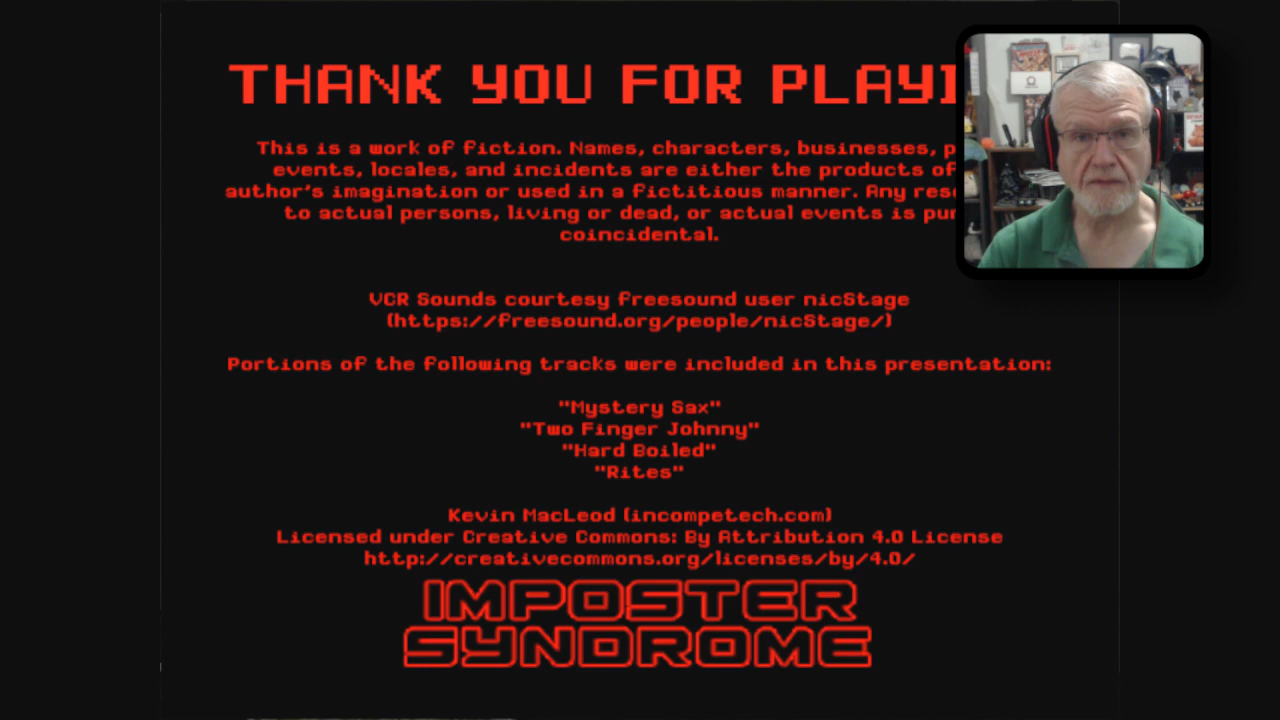 THANK YOU FOR
This is a work of fiction. Names, characters, businesses,
events, locales, and incidents are either the products of
author's imagination or used in a fictitious manner. Any
to actual persons, living or dead, or actual events is
coincidental.
VCR Sounds courtesy freesound user nicStage
(https://freesound.org/people/nicStage/)
Portions of the following tracks were included in this presentation:
"Mystery Sax"
"Two Finger Johnny"
"Hard Boiled"
"Rites"
Kevin MacLeod (incompetech.com)
Licensed under Creative Commons: By Attribution 4.0 License
http://creativecommons.org/licenses/by/4.0/
IMPOSTER
SYNDROME